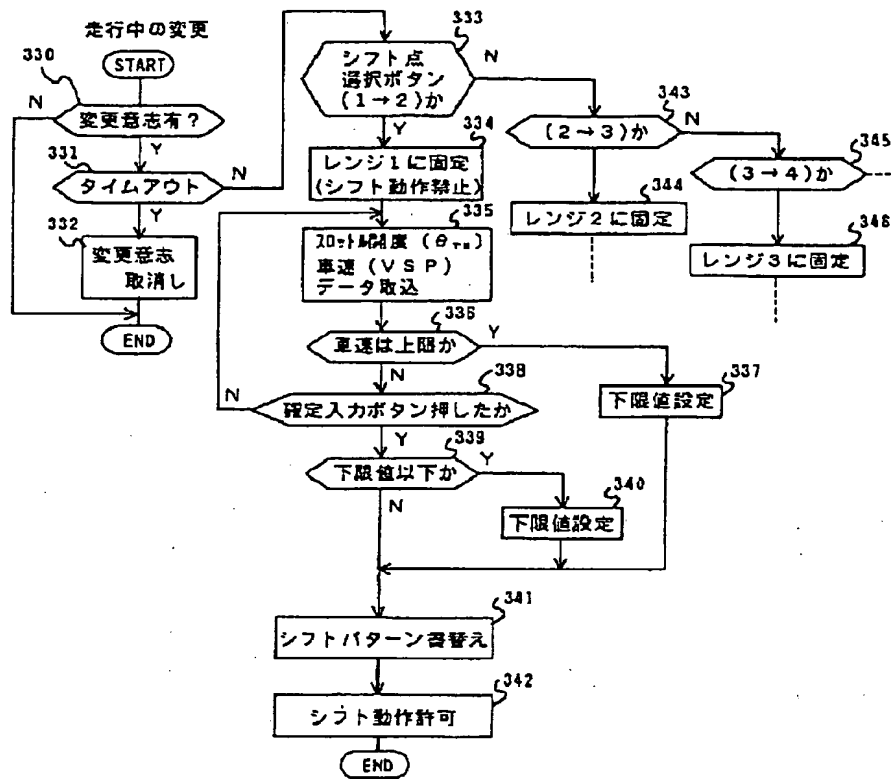 走行中の変更
START
330
N
変更意志有?
Y
331
タイムアウト
N
Y
332
変更意志
取消し
END
333
シフト点
選択ボタン
(1→2)か
N
Y
334
レンジ1に固定
(シフト動作禁止)
335
スロットル開度(θTH)
車速(VSP)
データ取込
336
車速は上限か
Y
N
337
下限値設定
338
確定入力ボタン押したか
N
Y
339
下限値以下か
Y
N
340
下限値設定
341
シフトパターン書替え
342
シフト動作許可
END
343
(2→3)か
N
344
レンジ2に固定
345
(3→4)か
346
レンジ3に固定